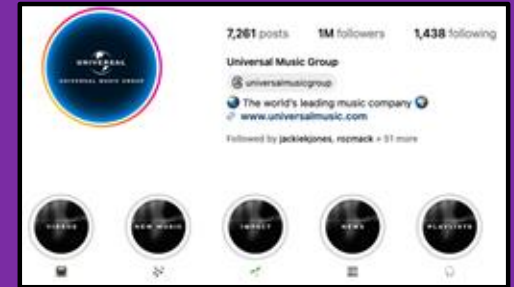 7,261 posts 1M followers 1,438 following
UNIVERSAL
UNIVERSAL MUSIC GROUP
Universal Music Group
universalmusicgroup
The world's leading music company
www.universalmusic.com
Followed by jackiekjones, rozmack + 51 more
VIDEOS NEW MUSIC IMPACT NEWS PLAYLISTS